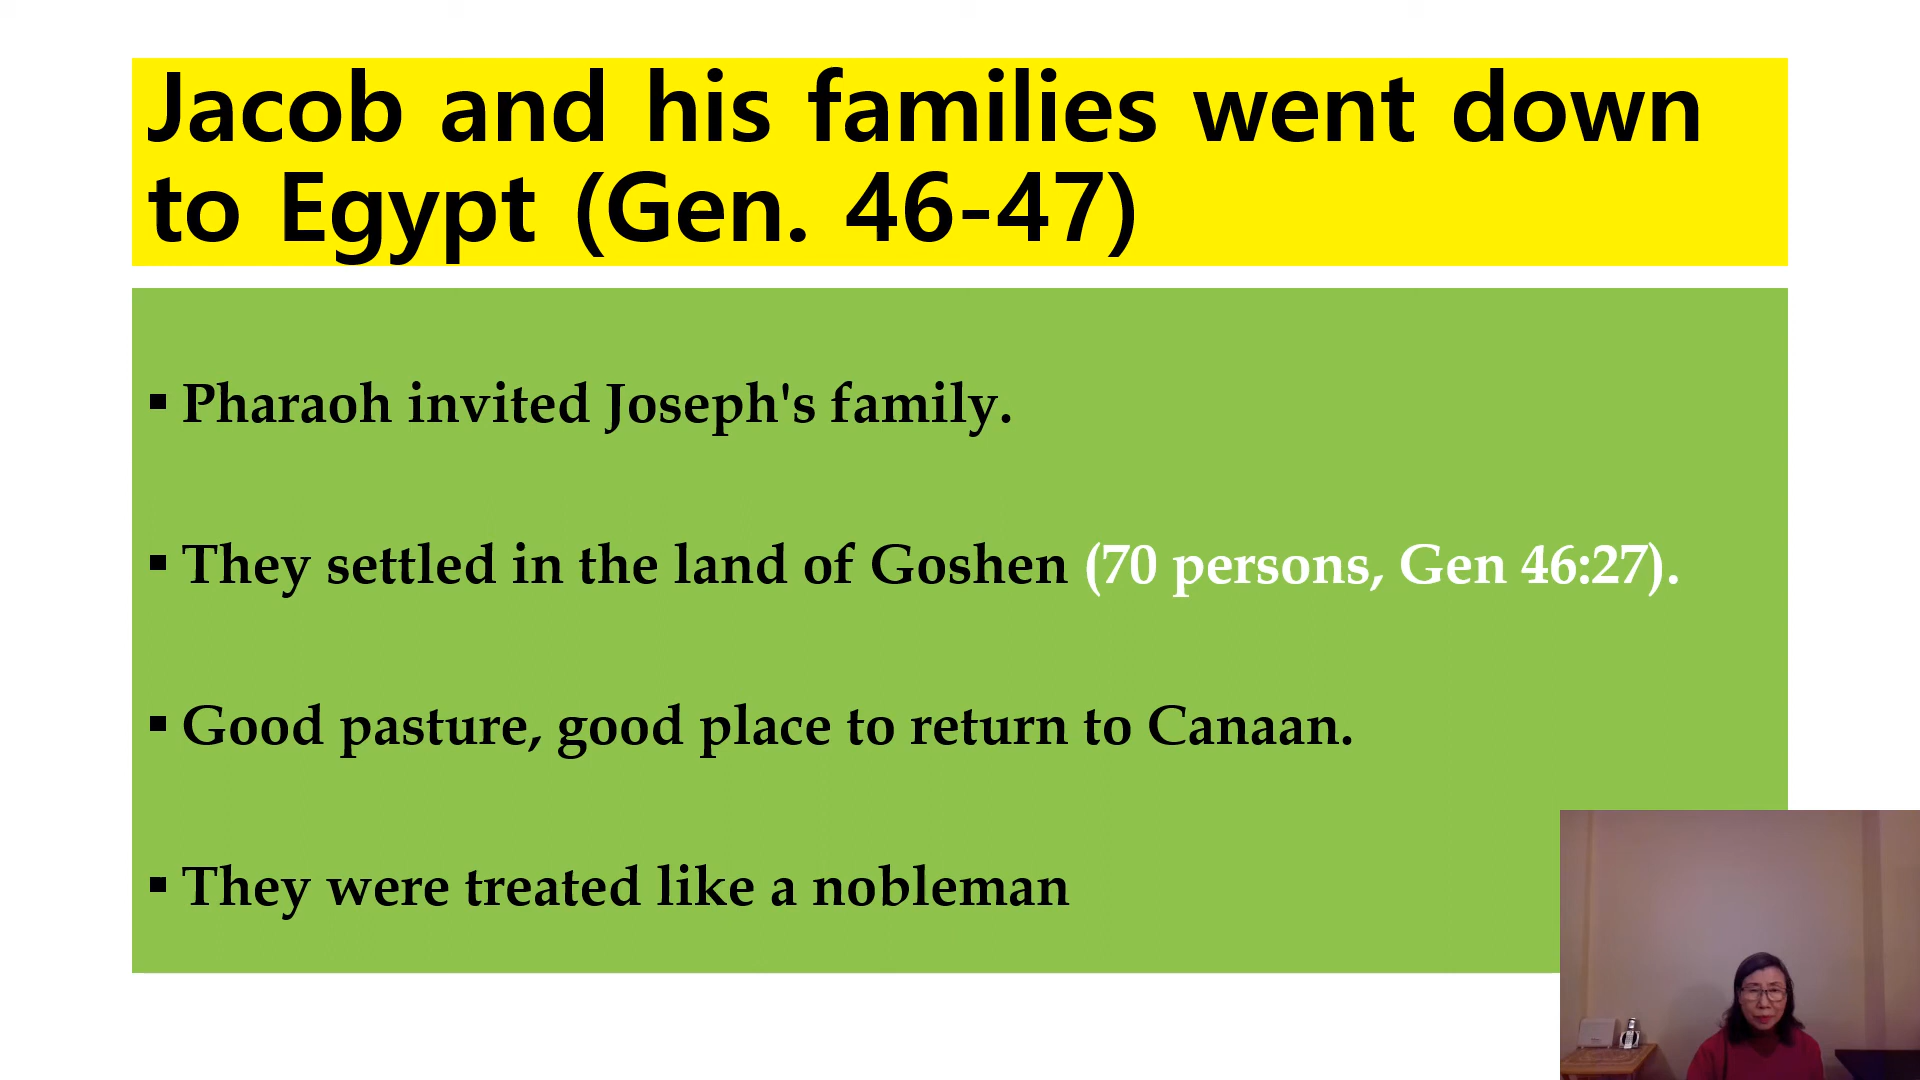 Jacob and his families went down
to Egypt (Gen. 46-47)
▪ Pharaoh invited Joseph's family.
▪ They settled in the land of Goshen (70 persons, Gen 46:27).
▪ Good pasture, good place to return to Canaan.
▪ They were treated like a nobleman